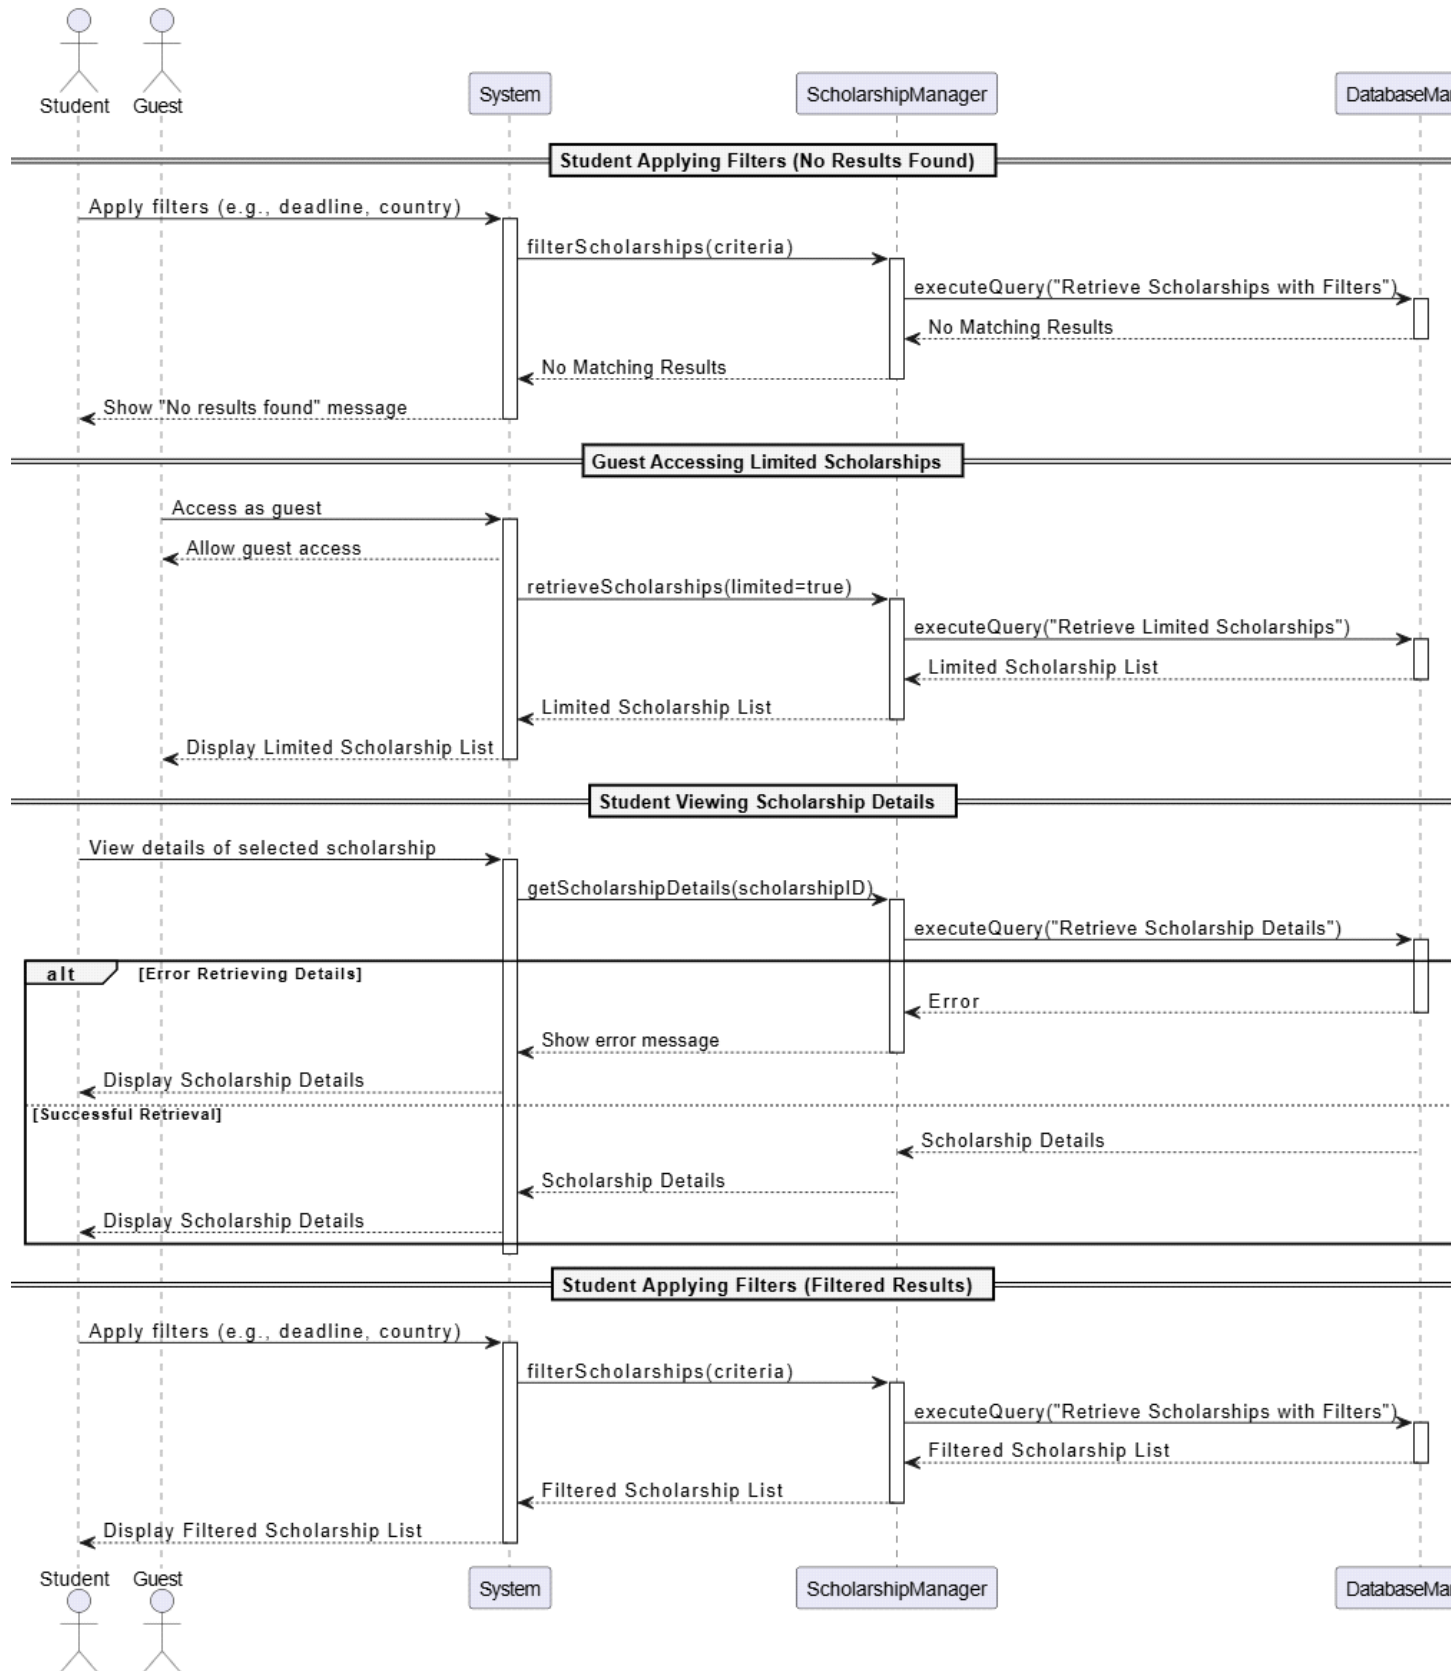 Student Guest
System ScholarshipManager DatabaseMar
Student Applying Filters (No Results Found)
Apply filters (e.g., deadline, country)
filterScholarships(criteria)
executeQuery("Retrieve Scholarships with Filters")
No Matching Results
No Matching Results
Show "No results found" message
Guest Accessing Limited Scholarships
Access as guest
Allow guest access
retrieveScholarships(limited=true)
executeQuery("Retrieve Limited Scholarships")
Limited Scholarship List
Limited Scholarship List
Display Limited Scholarship List
Student Viewing Scholarship Details
View details of selected scholarship
getScholarshipDetails(scholarshipID)
executeQuery("Retrieve Scholarship Details")
alt [Error Retrieving Details]
Error
Show error message
Display Scholarship Details
[Successful Retrieval]
Scholarship Details
Scholarship Details
Display Scholarship Details
Student Applying Filters (Filtered Results)
Apply filters (e.g., deadline, country)
filterScholarships(criteria)
executeQuery("Retrieve Scholarships with Filters")
Filtered Scholarship List
Filtered Scholarship List
Display Filtered Scholarship List
Student Guest
System ScholarshipManager DatabaseMar